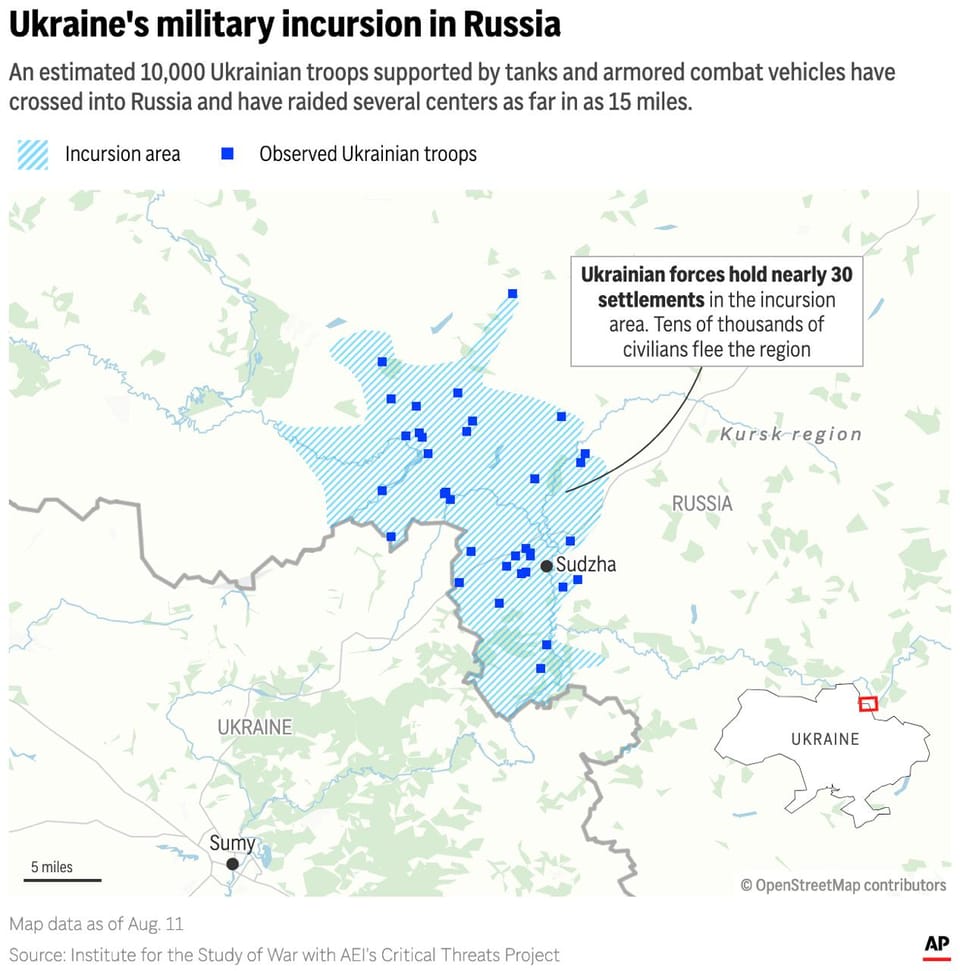 Ukraine's military incursion in Russia
An estimated 10,000 Ukrainian troops supported by tanks and armored combat vehicles have
crossed into Russia and have raided several centers as far in as 15 miles.
Incursion area
Observed Ukrainian troops
Ukrainian forces hold nearly 30
settlements in the incursion
area. Tens of thousands of
civilians flee the region
Kursk region
RUSSIA
Sudzha
UKRAINE
UKRAINE
Sumy
5 miles
© OpenStreetMap contributors
Map data as of Aug. 11
Source: Institute for the Study of War with AEI's Critical Threats Project
AP